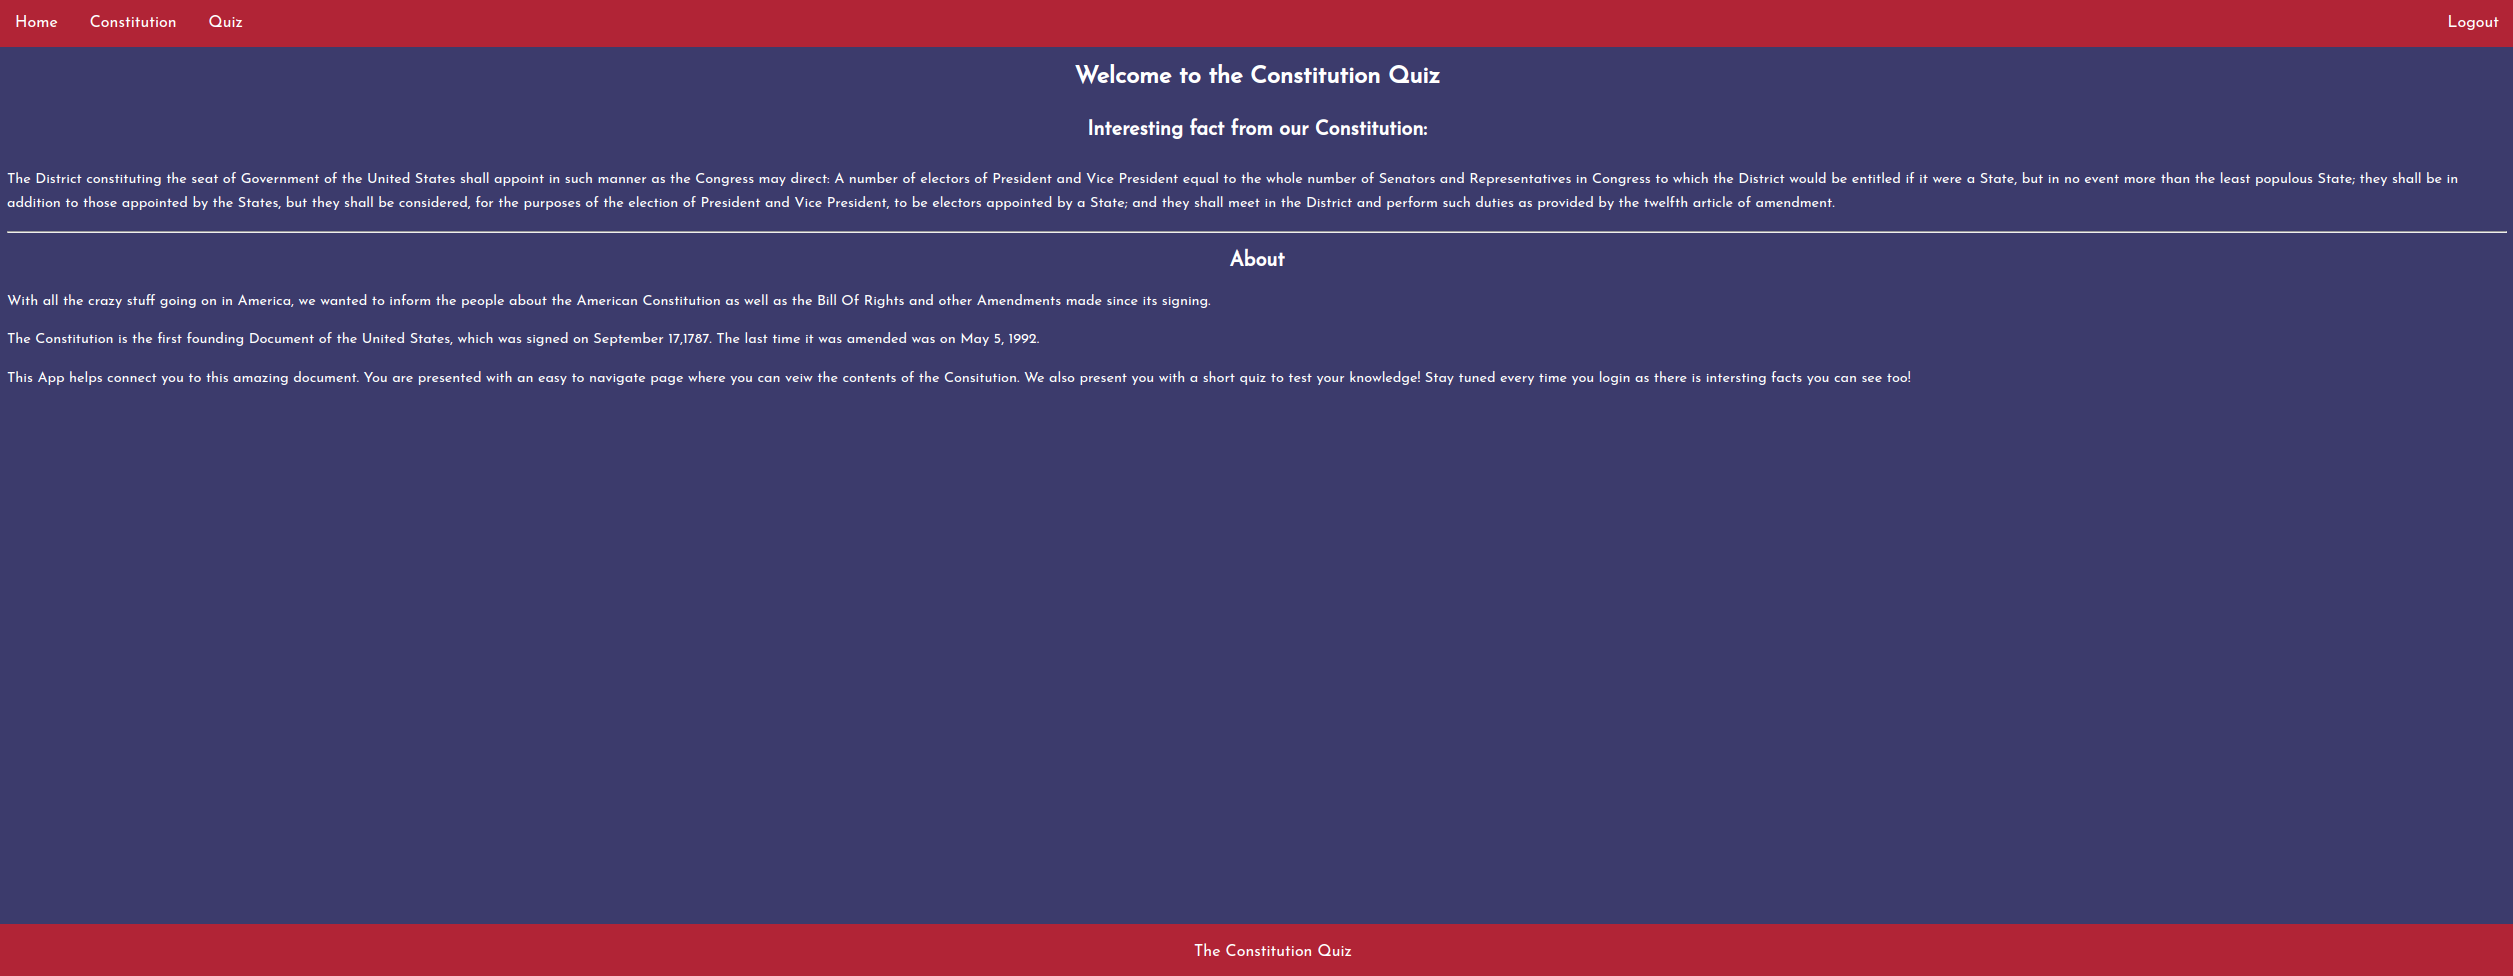 Home Constitution Quiz Logout
Welcome to the Constitution Quiz
Interesting fact from our Constitution:
The District constituting the seat of Government of the United States shall appoint in such manner as the Congress may direct: A number of electors of President and Vice President equal to the whole number of Senators and Representatives in Congress to which the District would be entitled if it were a State, but in no event more than the least populous State; they shall be in
addition to those appointed by the States, but they shall be considered, for the purposes of the election of President and Vice President, to be electors appointed by a State; and they shall meet in the District and perform such duties as provided by the twelfth article of amendment.
About
With all the crazy stuff going on in America, we wanted to inform the people about the American Constitution as well as the Bill Of Rights and other Amendments made since its signing.
The Constitution is the first founding Document of the United States, which was signed on September 17,1787. The last time it was amended was on May 5, 1992.
This App helps connect you to this amazing document. You are presented with an easy to navigate page where you can veiw the contents of the Consitution. We also present you with a short quiz to test your knowledge! Stay tuned every time you login as there is intersting facts you can see too!
The Constitution Quiz